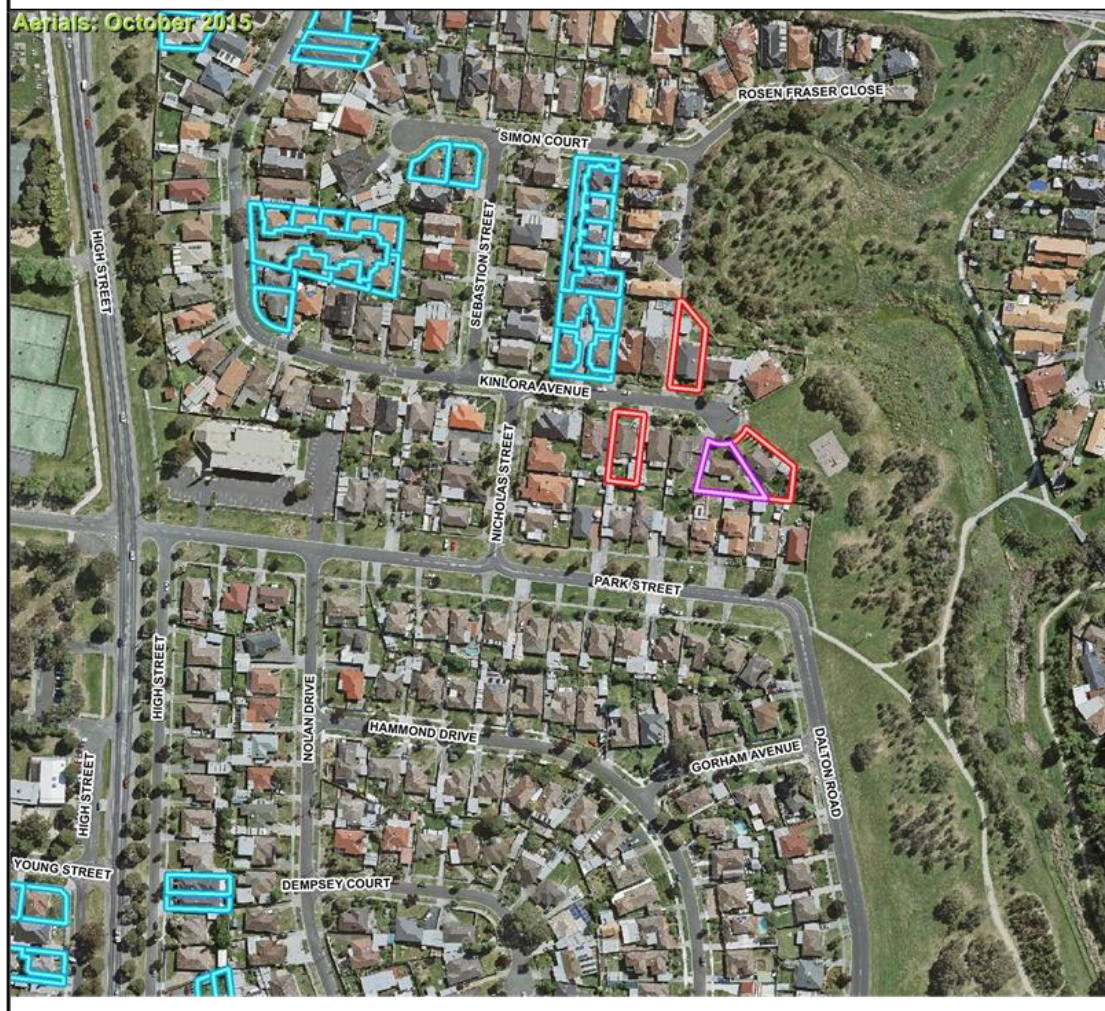 Aerials: October 2015
ROSEN FRASER CLOSE
SIMON COURT
HIGH STREET
SEBASTION STREET
KINLORA AVENUE
NICHOLAS STREET
PARK STREET
HIGH STREET
NOLAN DRIVE
HAMMOND DRIVE
GORHAM AVENUE
DALTON ROAD
HIGH STREET
YOUNG STREET
DEMPSEY COURT